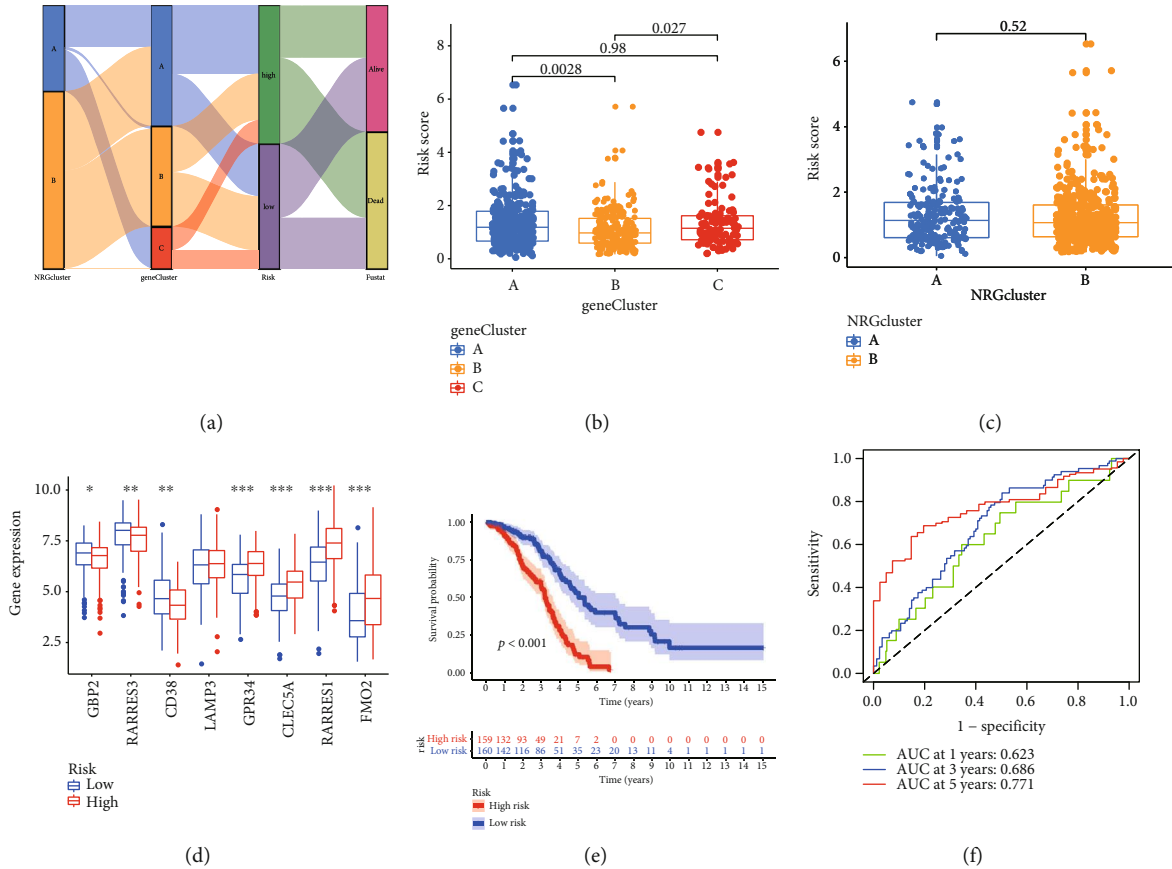 A
B
NRGcluster
A
B
C
geneCluster
high
low
Risk
Alive
Dead
Fustat
(a)
Risk score
8
6
4
2
0
0.027
0.98
0.0028
A B C
geneCluster
geneCluster
A
B
C
(b)
Risk score
6
4
2
0
0.52
A B
NRGcluster
NRGcluster
A
B
(c)
Gene expression
10.0
7.5
5.0
2.5
* ** ** *** *** *** ***
GBP2
RARRES3
CD38
LAMP3
GPR34
CLEC5A
RARRES1
FMO2
Risk
Low
High
(d)
Survival probability
1.00
0.75
0.50
0.25
0.00
p < 0.001
0 1 2 3 4 5 6 7 8 9 10 11 12 13 14 15
Time (years)
risk
High risk 159 132 93 49 21 7 2 0 0 0 0 0 0 0 0 0
Low risk 160 142 116 86 51 35 23 20 13 11 4 1 1 1 1 1
0 1 2 3 4 5 6 7 8 9 10 11 12 13 14 15
Time (years)
Risk
High risk
Low risk
(e)
Sensitivity
1.0
0.8
0.6
0.4
0.2
0.0
0.0 0.2 0.4 0.6 0.8 1.0
1 − specificity
AUC at 1 years: 0.623
AUC at 3 years: 0.686
AUC at 5 years: 0.771
(f)